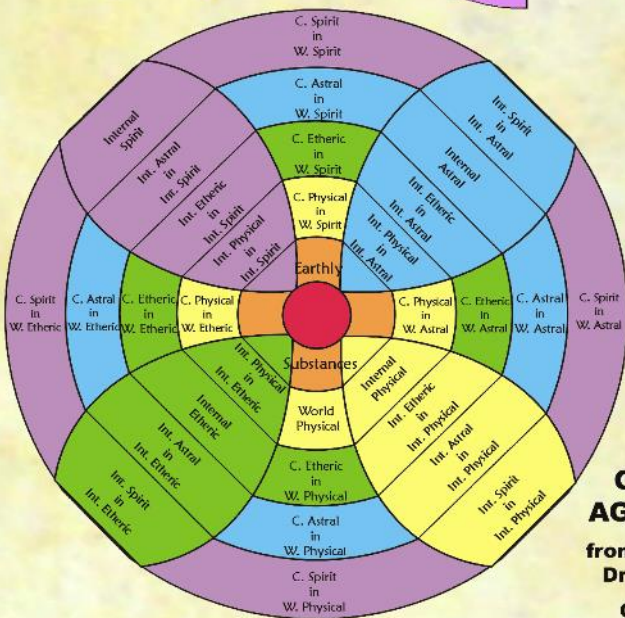 C. Spirit
in
W. Spirit
C. Astral
in
W. Spirit
C. Etheric
in
W. Spirit
C. Physical
in
W. Spirit
Internal
Spirit
Int. Astral
in
Int. Spirit
Int. Etheric
in
Int. Spirit
Int. Physical
in
Int. Spirit
Int. Spirit
in
Int. Astral
Internal
Astral
Int. Etheric
in
Int. Astral
Int. Physical
in
Int. Astral
Earthly
C. Spirit
in
W. Etheric
C. Astral
in
W. Etheric
C. Etheric
in
W. Etheric
C. Physical
in
W. Etheric
C. Physical
in
W. Astral
C. Etheric
in
W. Astral
C. Astral
in
W. Astral
C. Spirit
in
W. Astral
Substances
Int. Physical
in
Int. Etheric
Internal
Etheric
Int. Astral
in
Int. Etheric
Int. Spirit
in
Int. Etheric
Internal
Physical
Int. Etheric
in
Int. Physical
Int. Astral
in
Int. Physical
Int. Spirit
in
Int. Physical
World
Physical
C. Etheric
in
W. Physical
C. Astral
in
W. Physical
C. Spirit
in
W. Physical
AG
from